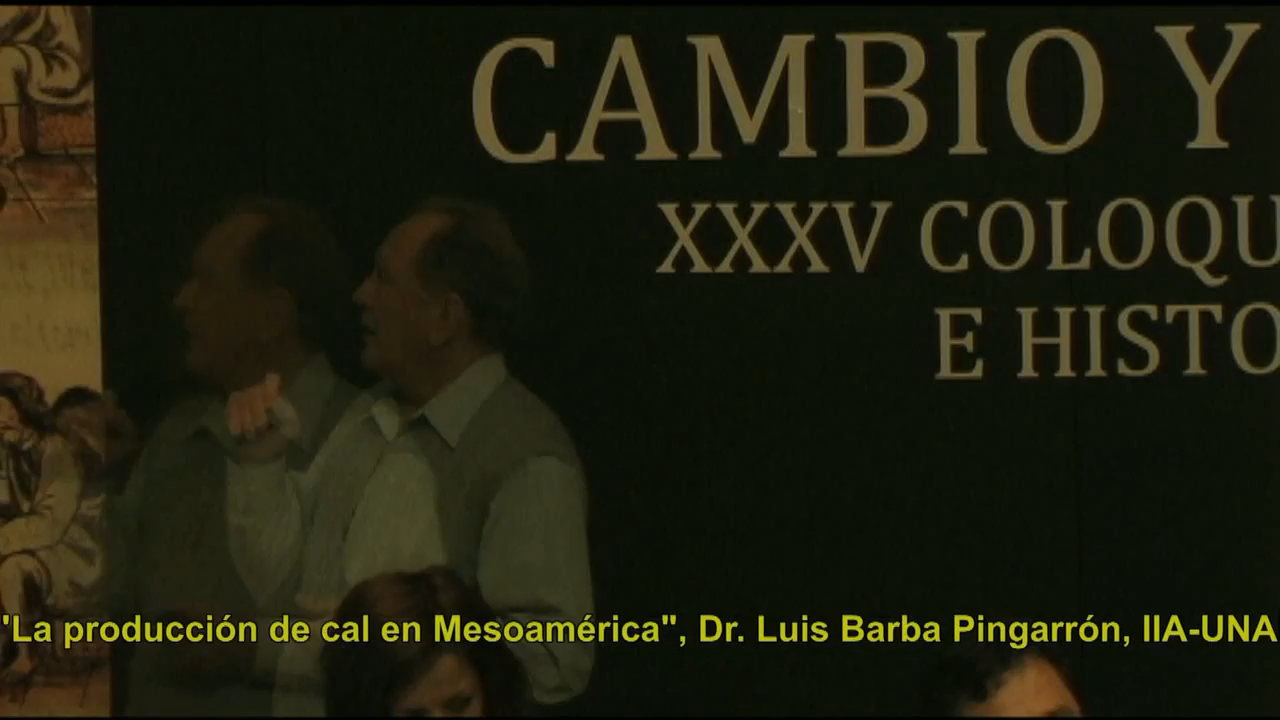 CAMBIO Y
XXXV COLOQU
E HISTO
"La producción de cal en Mesoamérica", Dr. Luis Barba Pingarrón, IIA-UNA